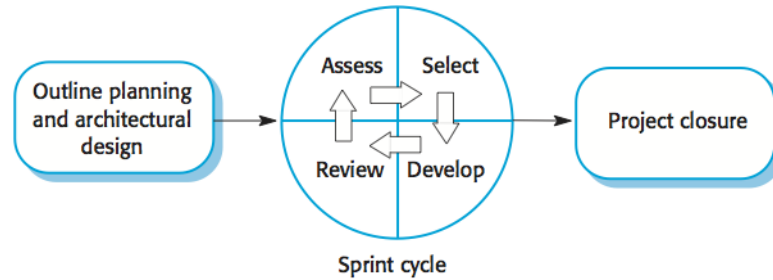 Outline planning
and architectural
design
Assess
Select
Review
Develop
Sprint cycle
Project closure